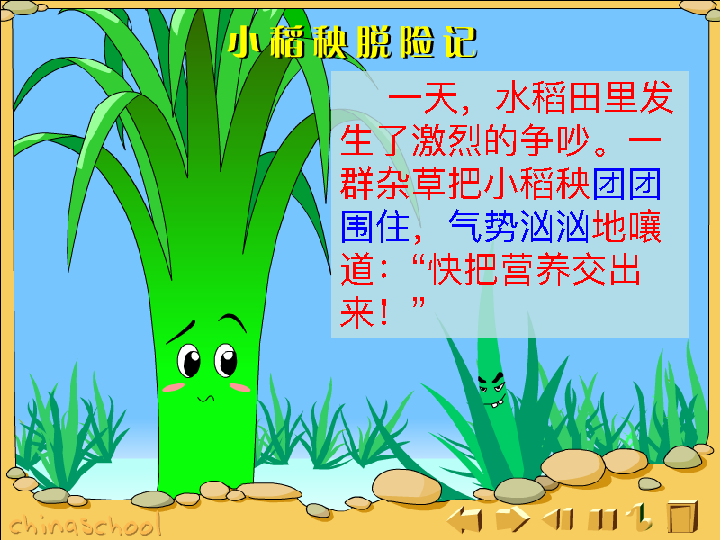 小稻秧脱险记
一天，水稻田里发
生了激烈的争吵。一
群杂草把小稻秧团团
围住，气势汹汹地嚷
道：“快把营养交出
来！”
chinaschool